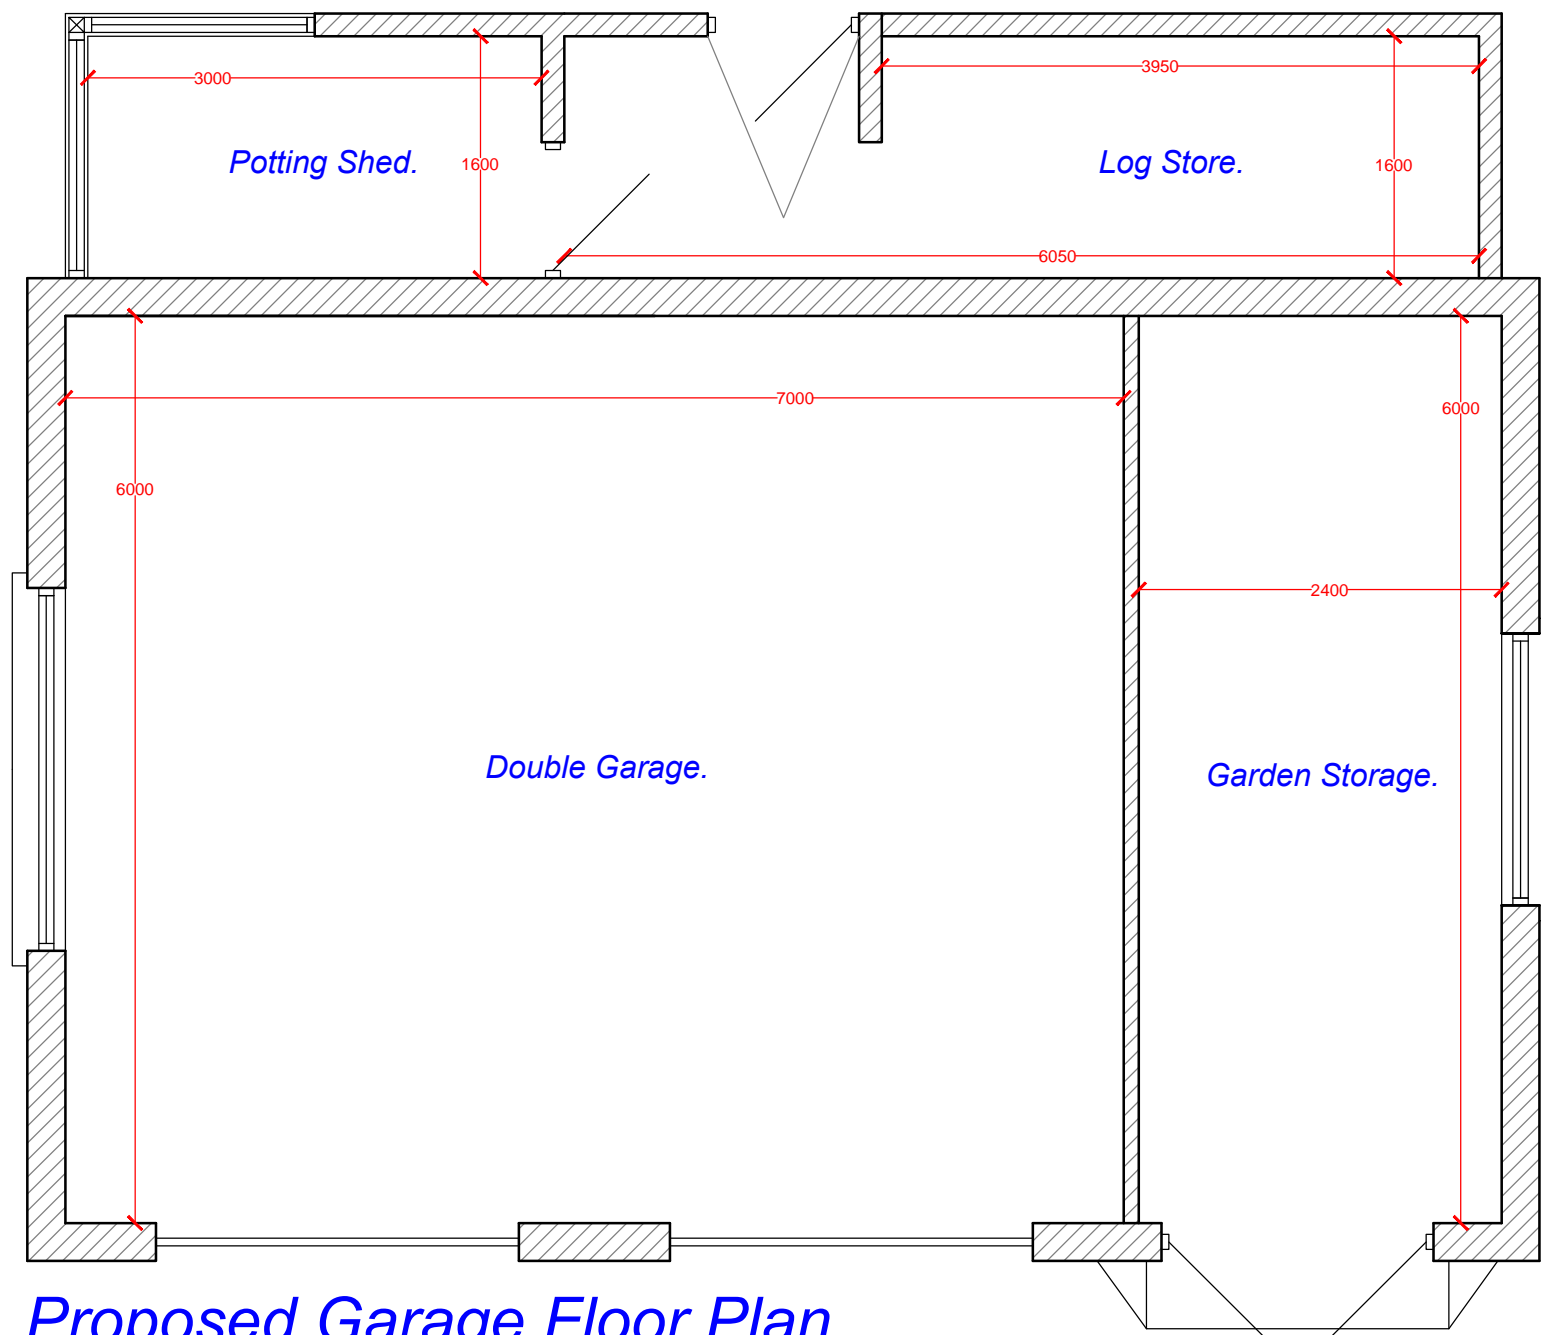 3000
3950
Potting Shed.
1600
Log Store.
1600
6050
7000
6000
6000
2400
Double Garage.
Garden Storage.
Proposed Garage Floor Plan